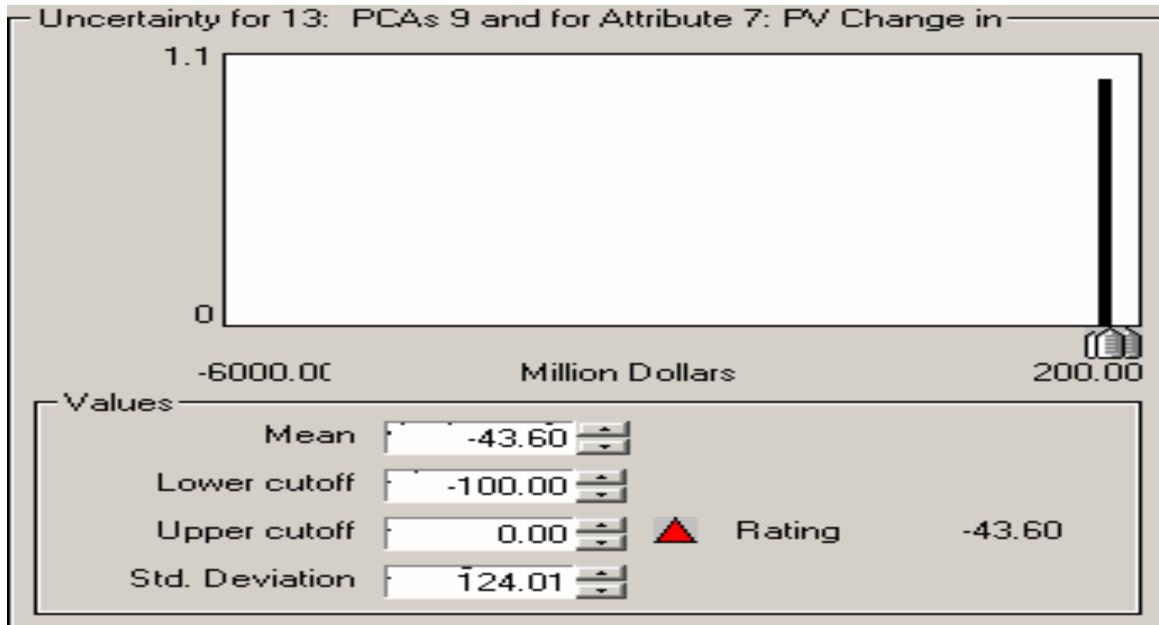 Uncertainty for 13: PCAs 9 and for Attribute 7: PV Change in
1.1
0
-6000.00 Million Dollars 200.00
Values
Mean -43.60
Lower cutoff -100.00
Upper cutoff 0.00 Rating -43.60
Std. Deviation 124.01